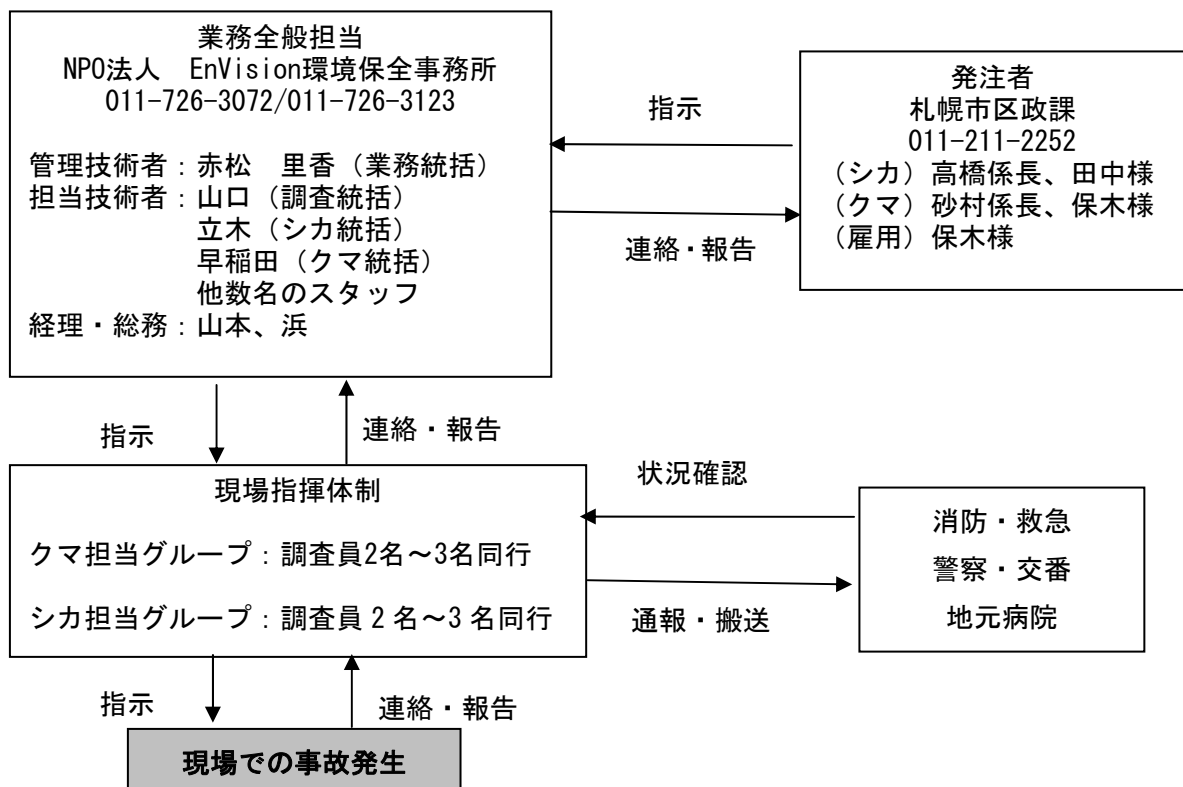 業務全般担当
NPO法人　EnVision環境保全事務所
011-726-3072/011-726-3123
管理技術者：赤松　里香（業務統括）
担当技術者：山口（調査統括）
立木（シカ統括）
早稲田（クマ統括）
他数名のスタッフ
経理・総務：山本、浜
指示
連絡・報告
発注者
札幌市区政課
011-211-2252
（シカ）高橋係長、田中様
（クマ）砂村係長、保木様
（雇用）保木様
指示
連絡・報告
現場指揮体制
クマ担当グループ：調査員2名～3名同行
シカ担当グループ：調査員 2 名～3 名同行
状況確認
通報・搬送
消防・救急
警察・交番
地元病院
指示
連絡・報告
現場での事故発生